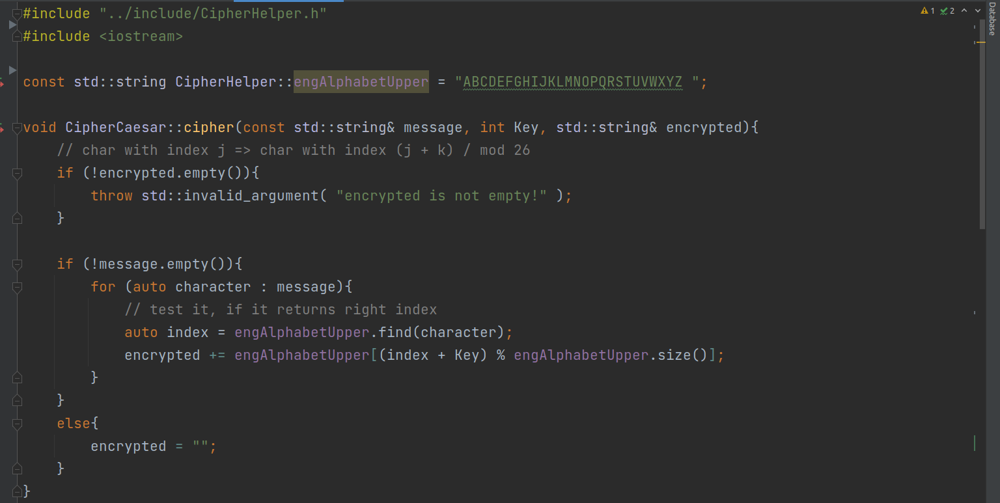 #include "../include/CipherHelper.h"
#include <iostream>
const std::string CipherHelper::engAlphabetUpper = "ABCDEFGHIJKLMNOPQRSTUVWXYZ ";
void CipherCaesar::cipher(const std::string& message, int Key, std::string& encrypted){
// char with index j => char with index (j + k) / mod 26
if (!encrypted.empty()){
throw std::invalid_argument( "encrypted is not empty!" );
}
if (!message.empty()){
for (auto character : message){
// test it, if it returns right index
auto index = engAlphabetUpper.find(character);
encrypted += engAlphabetUpper[(index + Key) % engAlphabetUpper.size()];
}
}
else{
encrypted = "";
}
}
1 2
Database